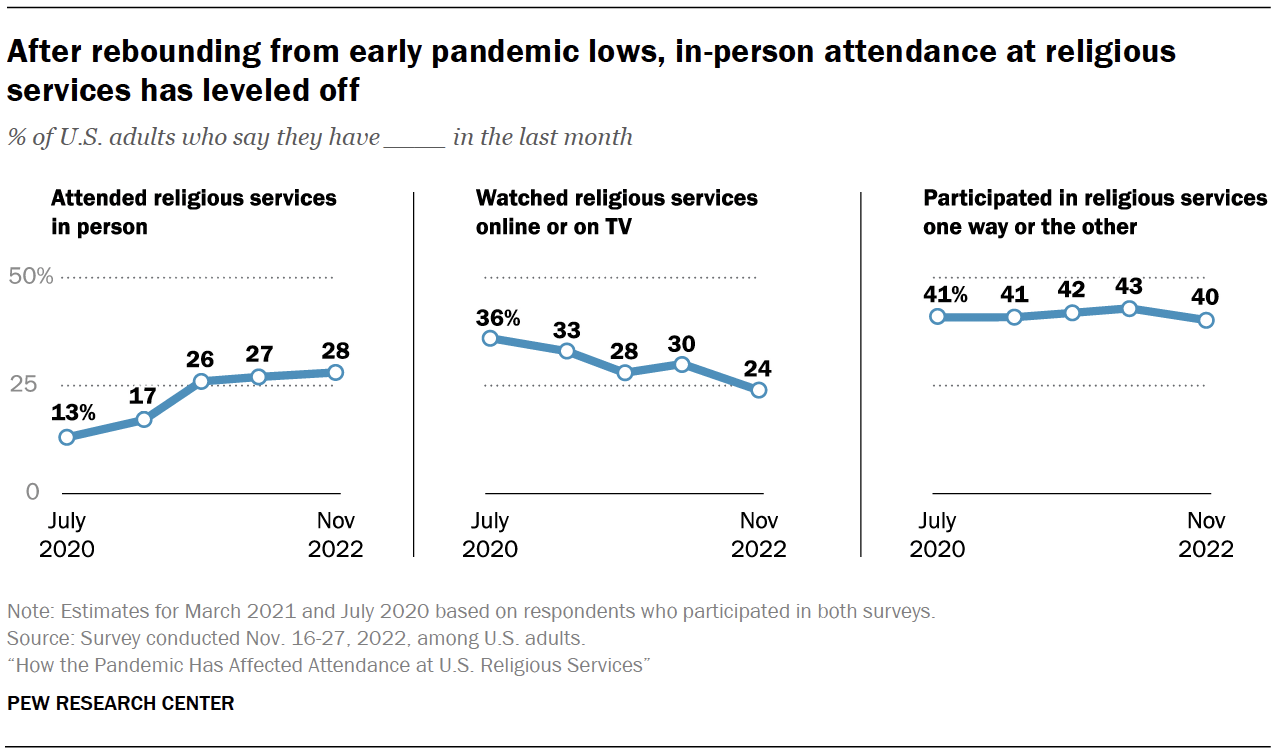 After rebounding from early pandemic lows, in-person attendance at religious
services has leveled off
% of U.S. adults who say they have _____ in the last month
Attended religious services
in person
50%
25
0
13%
17
26
27
28
July
2020
Nov
2022
Watched religious services
online or on TV
36%
33
28
30
24
July
2020
Nov
2022
Participated in religious services
one way or the other
41%
41
42
43
40
July
2020
Nov
2022
Note: Estimates for March 2021 and July 2020 based on respondents who participated in both surveys.
Source: Survey conducted Nov. 16-27, 2022, among U.S. adults.
“How the Pandemic Has Affected Attendance at U.S. Religious Services”
PEW RESEARCH CENTER